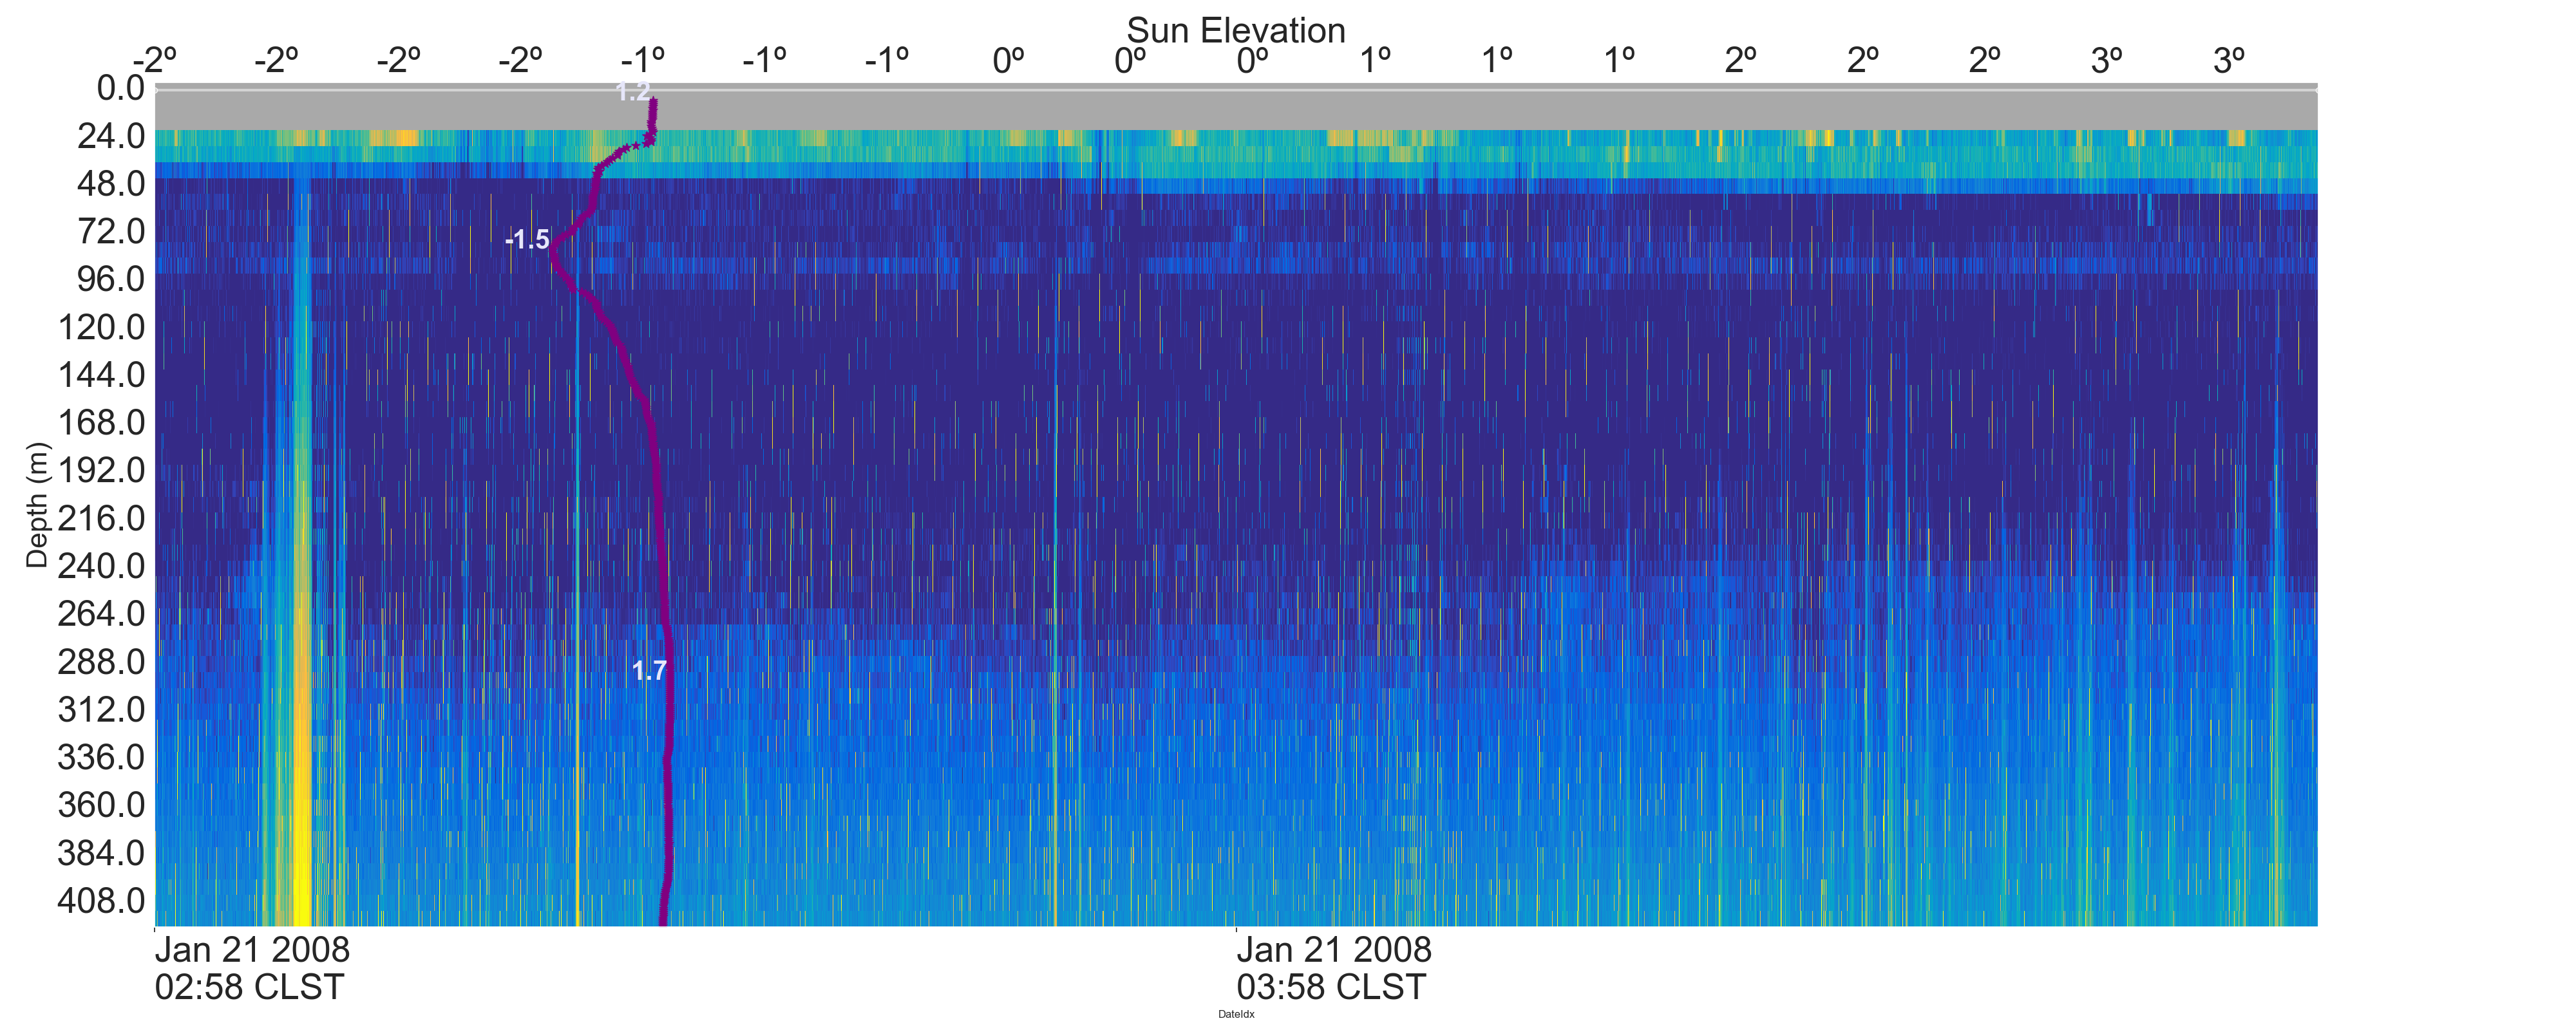 Sun Elevation
-2º -2º -2º -2º -1º -1º -1º 0º 0º 0º 1º 1º 1º 2º 2º 2º 3º 3º
0.0
1.2
24.0
48.0
72.0
-1.5
96.0
120.0
144.0
168.0
192.0
216.0
240.0
264.0
288.0
1.7
312.0
336.0
360.0
384.0
408.0
Depth (m)
Jan 21 2008
02:58 CLST
Jan 21 2008
03:58 CLST
DateIdx